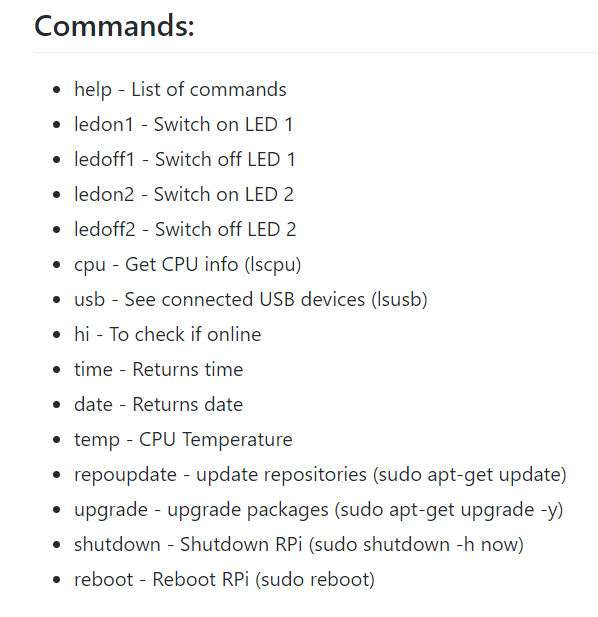 Commands:
help - List of commands
ledon1 - Switch on LED 1
ledoff1 - Switch off LED 1
ledon2 - Switch on LED 2
ledoff2 - Switch off LED 2
cpu - Get CPU info (lscpu)
usb - See connected USB devices (lsusb)
hi - To check if online
time - Returns time
date - Returns date
temp - CPU Temperature
repoupdate - update repositories (sudo apt-get update)
upgrade - upgrade packages (sudo apt-get upgrade -y)
shutdown - Shutdown RPi (sudo shutdown -h now)
reboot - Reboot RPi (sudo reboot)